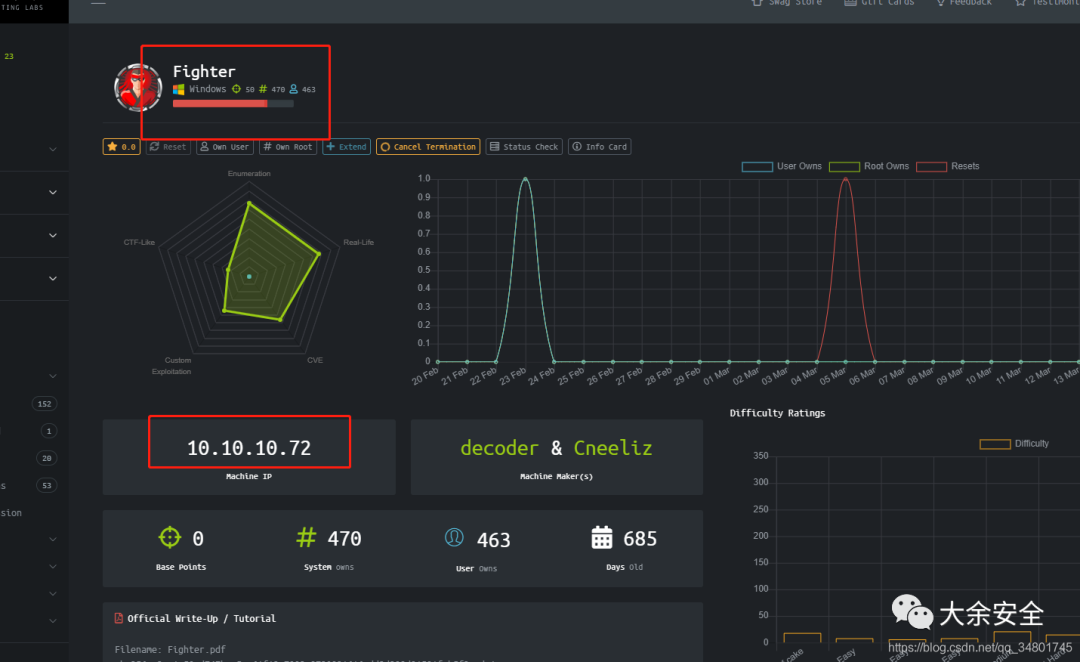 TING LABS
Swag Store Gift Cards Feedback
23
Fighter
Windows 50 # 470 463
0.0 Reset Own User # Own Root + Extend Cancel Termination Status Check Info Card
User Owns Root Owns Resets
Enumeration
CTF-Like
Real-Life
Custom
Exploitation
CVE
1.0
0.9
0.8
0.7
0.6
0.5
0.4
0.3
0.2
0.1
0
20 Feb 21 Feb 22 Feb 23 Feb 24 Feb 25 Feb 26 Feb 27 Feb 28 Feb 29 Feb 01 Mar 02 Mar 03 Mar 04 Mar 05 Mar 06 Mar 07 Mar 08 Mar 09 Mar 10 Mar 11 Mar 12 Mar 13 Mar
152
1
20
s 53
sion
10.10.10.72
Machine IP
decoder & Cneeliz
Machine Maker(s)
0
Base Points
# 470
System owns
463
User Owns
685
Days Old
Difficulty Ratings
Difficulty
350
300
250
200
150
100
50
0
Easy
Official Write-Up / Tutorial
Filename: Fighter.pdf
大余安全
https://blog.csdn.net/qq_34801745